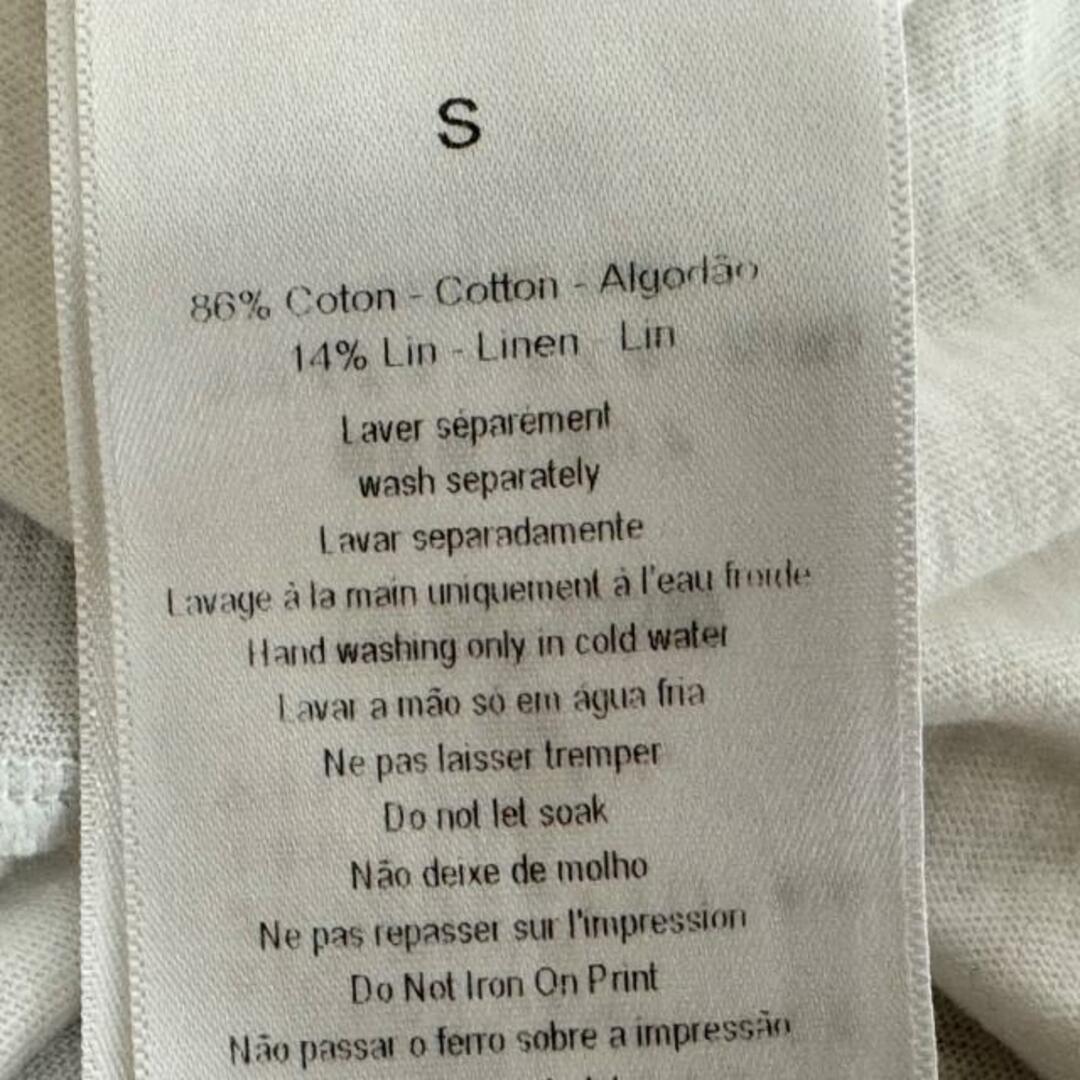 S
86% Coton - Cotton - Algodão
14% Lin - Linen - Lin
Laver séparément
wash separately
Lavar separadamente
Lavage à la main uniquement à l'eau froide
Hand washing only in cold water
Lavar a mão so em água fria
Ne pas laisser tremper
Do not let soak
Não deixe de molho
Ne pas repasser sur l'impression
Do Not Iron On Print
Não passar o ferro sobre a impressão